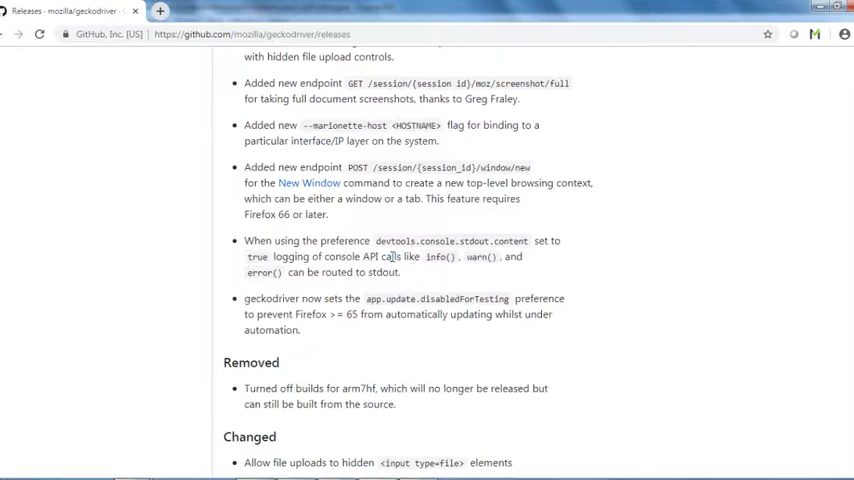 Releases - mozilla/geckodriver -
GitHub, Inc. [US] https://github.com/mozilla/geckodriver/releases
with hidden file upload controls.
• Added new endpoint GET /session/{session id}/moz/screenshot/full
for taking full document screenshots, thanks to Greg Fraley.
• Added new --marionette-host <HOSTNAME> flag for binding to a
particular interface/IP layer on the system.
• Added new endpoint POST /session/{session_id}/window/new
for the New Window command to create a new top-level browsing context,
which can be either a window or a tab. This feature requires
Firefox 66 or later.
• When using the preference devtools.console.stdout.content set to
true logging of console API calls like info(), warn(), and
error() can be routed to stdout.
• geckodriver now sets the app.update.disabledForTesting preference
to prevent Firefox >= 65 from automatically updating whilst under
automation.
Removed
• Turned off builds for arm7hf, which will no longer be released but
can still be built from the source.
Changed
• Allow file uploads to hidden <input type=file> elements